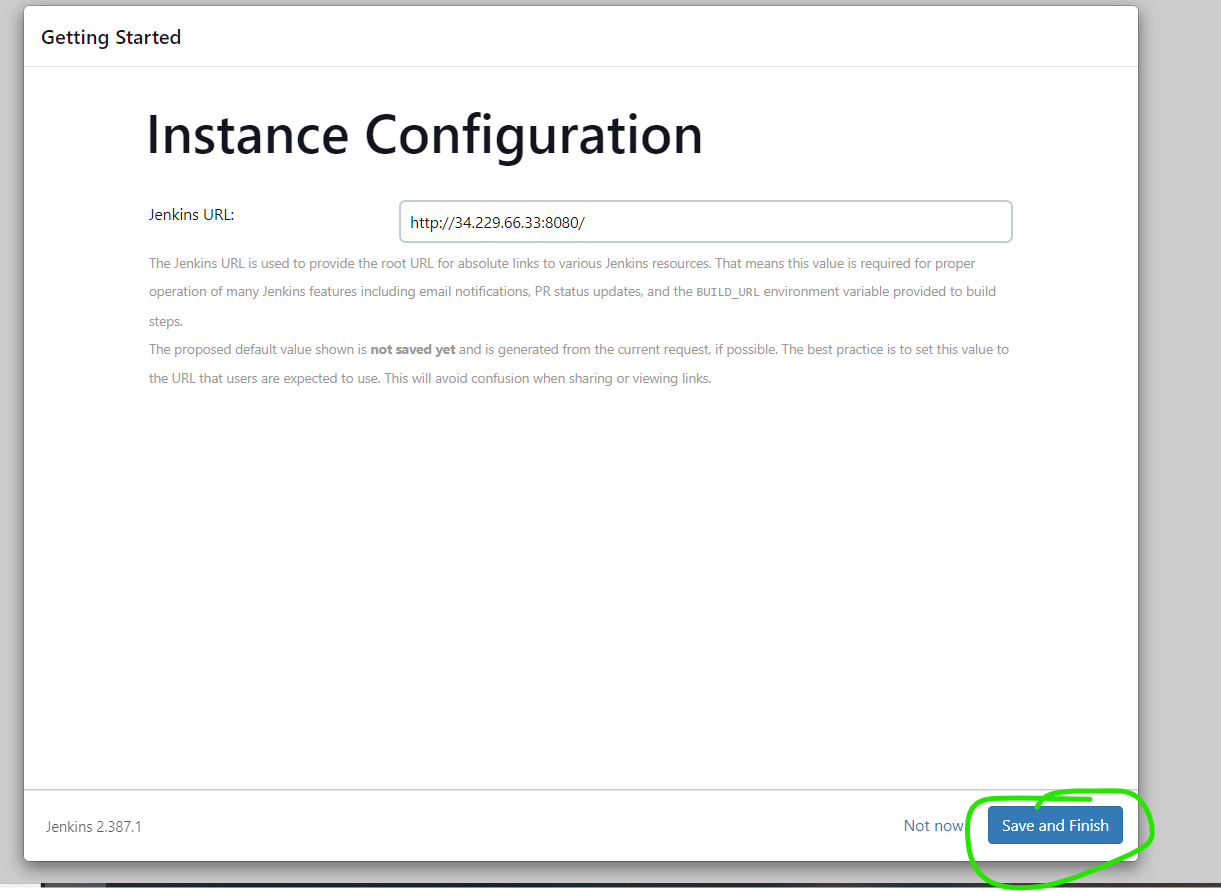 Getting Started
Instance Configuration
Jenkins URL:
http://34.229.66.33:8080/
The Jenkins URL is used to provide the root URL for absolute links to various Jenkins resources. That means this value is required for proper
operation of many Jenkins features including email notifications, PR status updates, and the BUILD_URL environment variable provided to build
steps.
The proposed default value shown is not saved yet and is generated from the current request, if possible. The best practice is to set this value to
the URL that users are expected to use. This will avoid confusion when sharing or viewing links.
Jenkins 2.387.1
Not now
Save and Finish